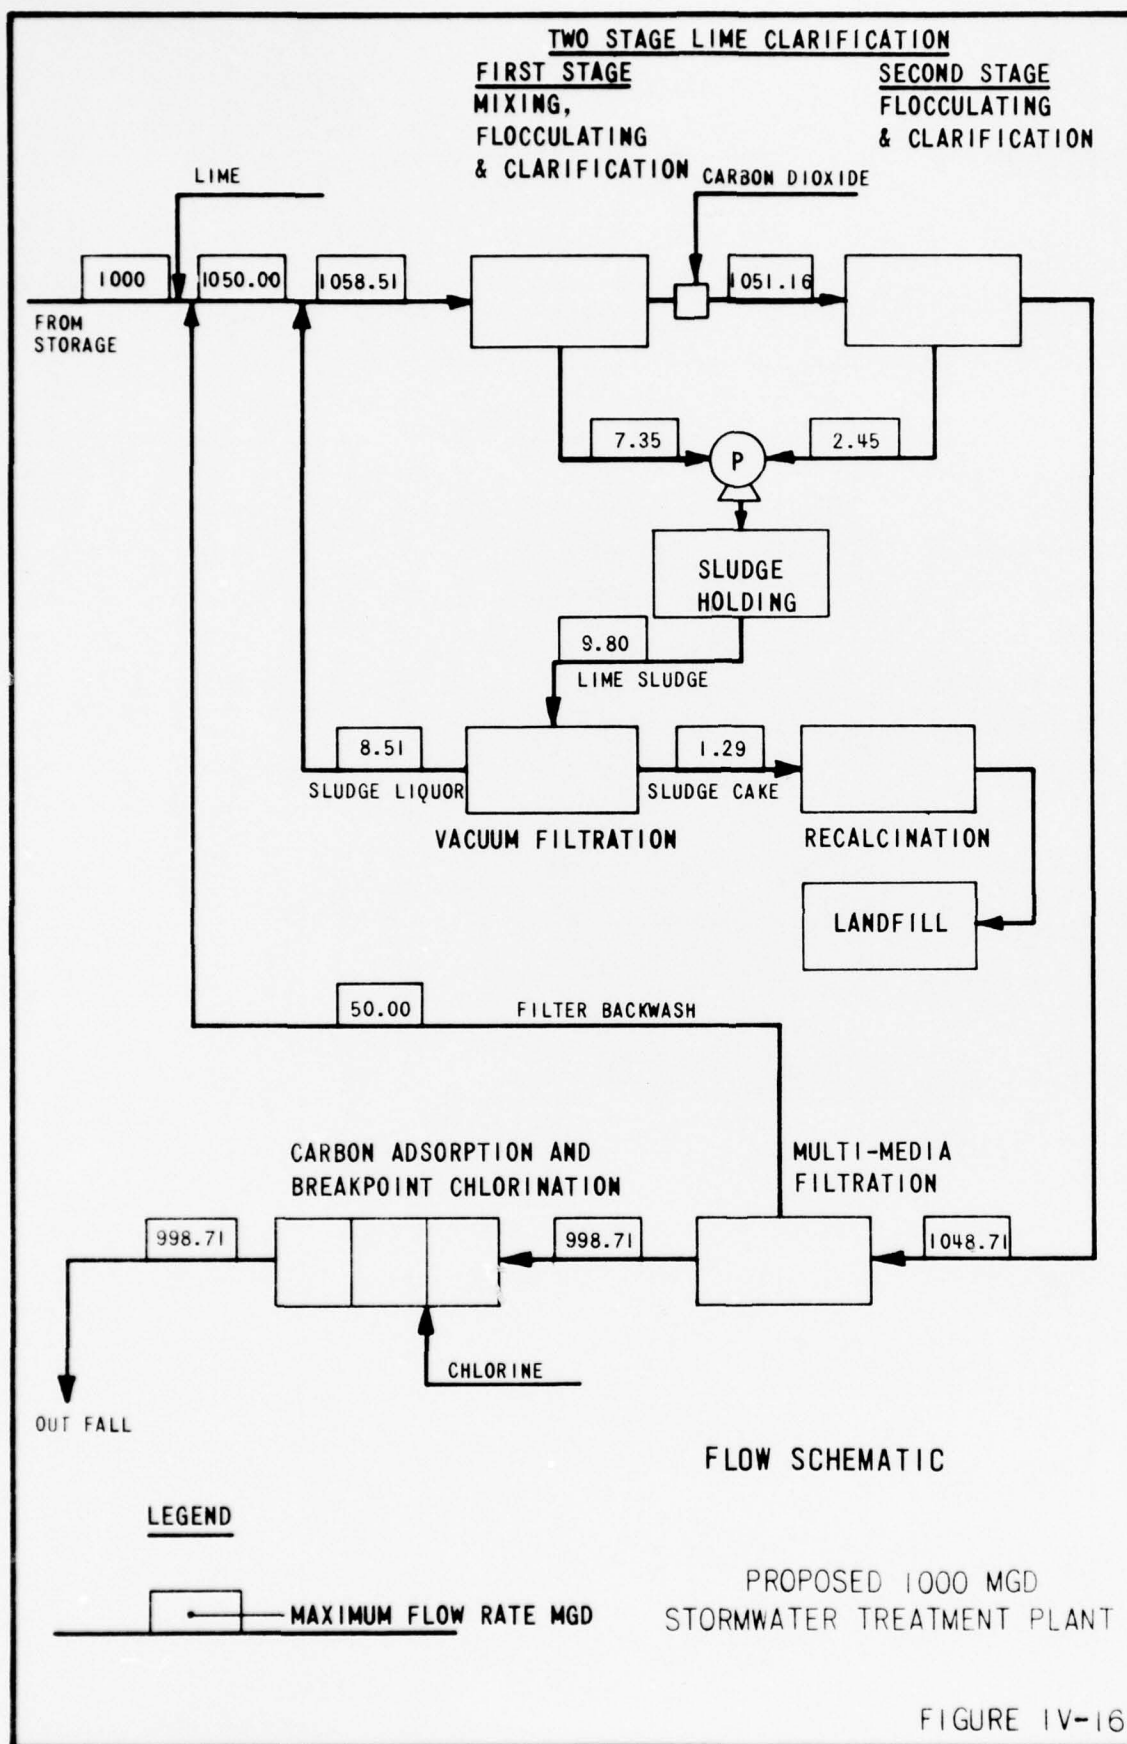 TWO STAGE LIME CLARIFICATION
FIRST STAGE
MIXING,
FLOCCULATING
& CLARIFICATION
SECOND STAGE
FLOCCULATING
& CLARIFICATION
LIME
CARBON DIOXIDE
1000
1050.00
1058.51
1051.16
FROM
STORAGE
7.35
P
2.45
SLUDGE
HOLDING
9.80
LIME SLUDGE
8.51
1.29
SLUDGE LIQUOR
SLUDGE CAKE
VACUUM FILTRATION
RECALCINATION
LANDFILL
50.00
FILTER BACKWASH
CARBON ADSORPTION AND
BREAKPOINT CHLORINATION
MULTI-MEDIA
FILTRATION
998.71
998.71
1048.71
CHLORINE
OUT FALL
FLOW SCHEMATIC
LEGEND
MAXIMUM FLOW RATE MGD
PROPOSED 1000 MGD
STORMWATER TREATMENT PLANT
FIGURE IV-16